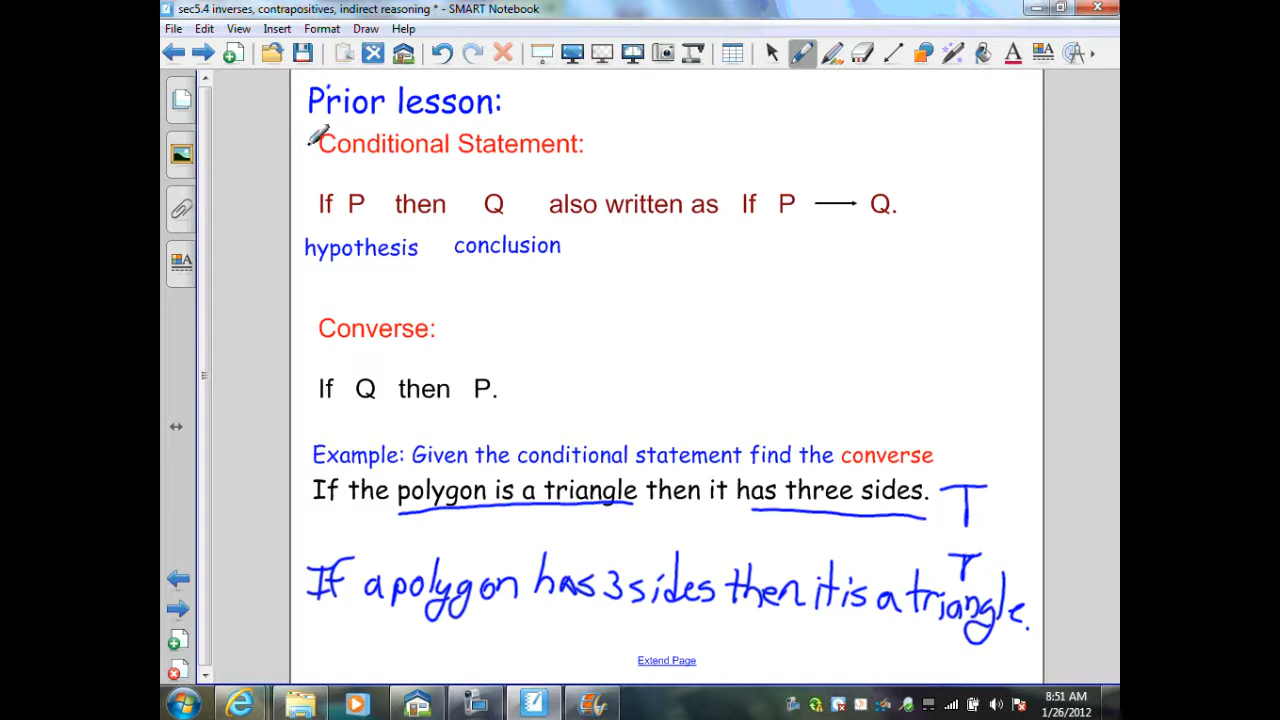 sec5.4 inverses, contrapositives, indirect reasoning * - SMART Notebook
File Edit View Insert Format Draw Help
Prior lesson:
Conditional Statement:
If P then Q also written as If P → Q.
hypothesis conclusion
Converse:
If Q then P.
Example: Given the conditional statement find the converse
If the polygon is a triangle then it has three sides. T
T
If a polygon has 3 sides then it is a triangle.
Extend Page
8:51 AM
1/26/2012